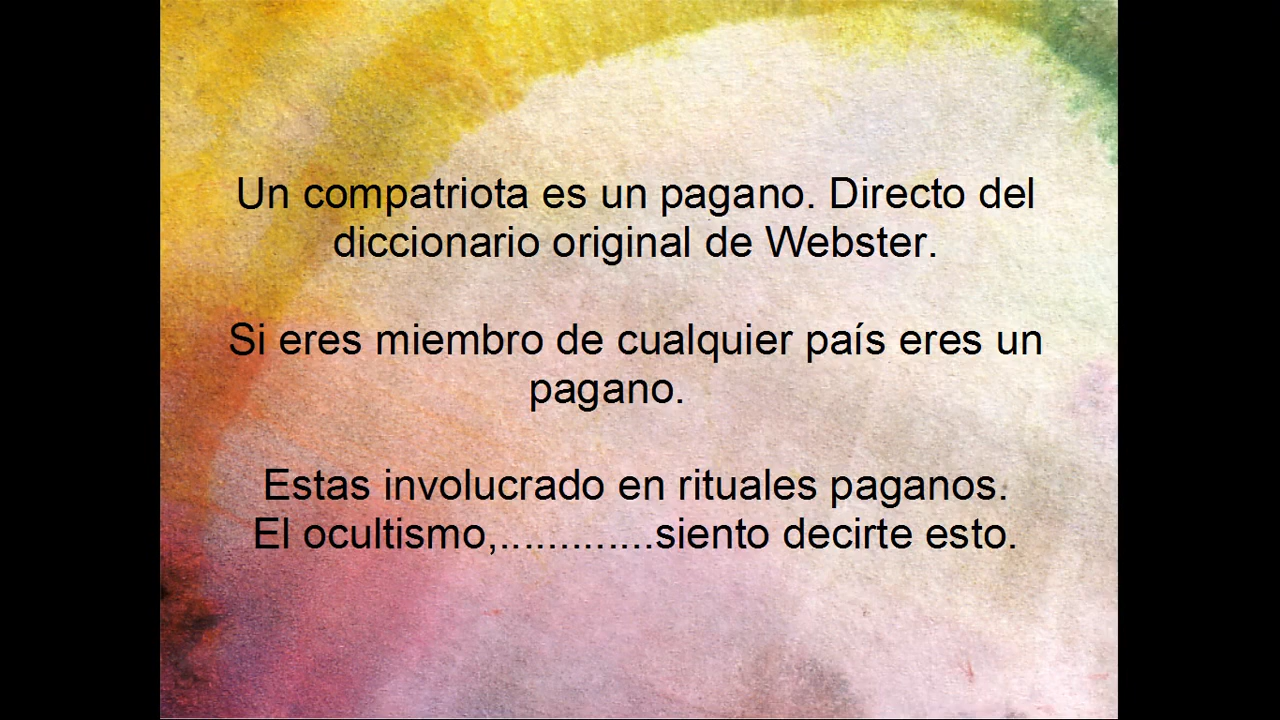 Un compatriota es un pagano. Directo del
diccionario original de Webster.
Si eres miembro de cualquier país eres un
pagano.
Estas involucrado en rituales paganos.
El ocultismo,.............siento decirte esto.